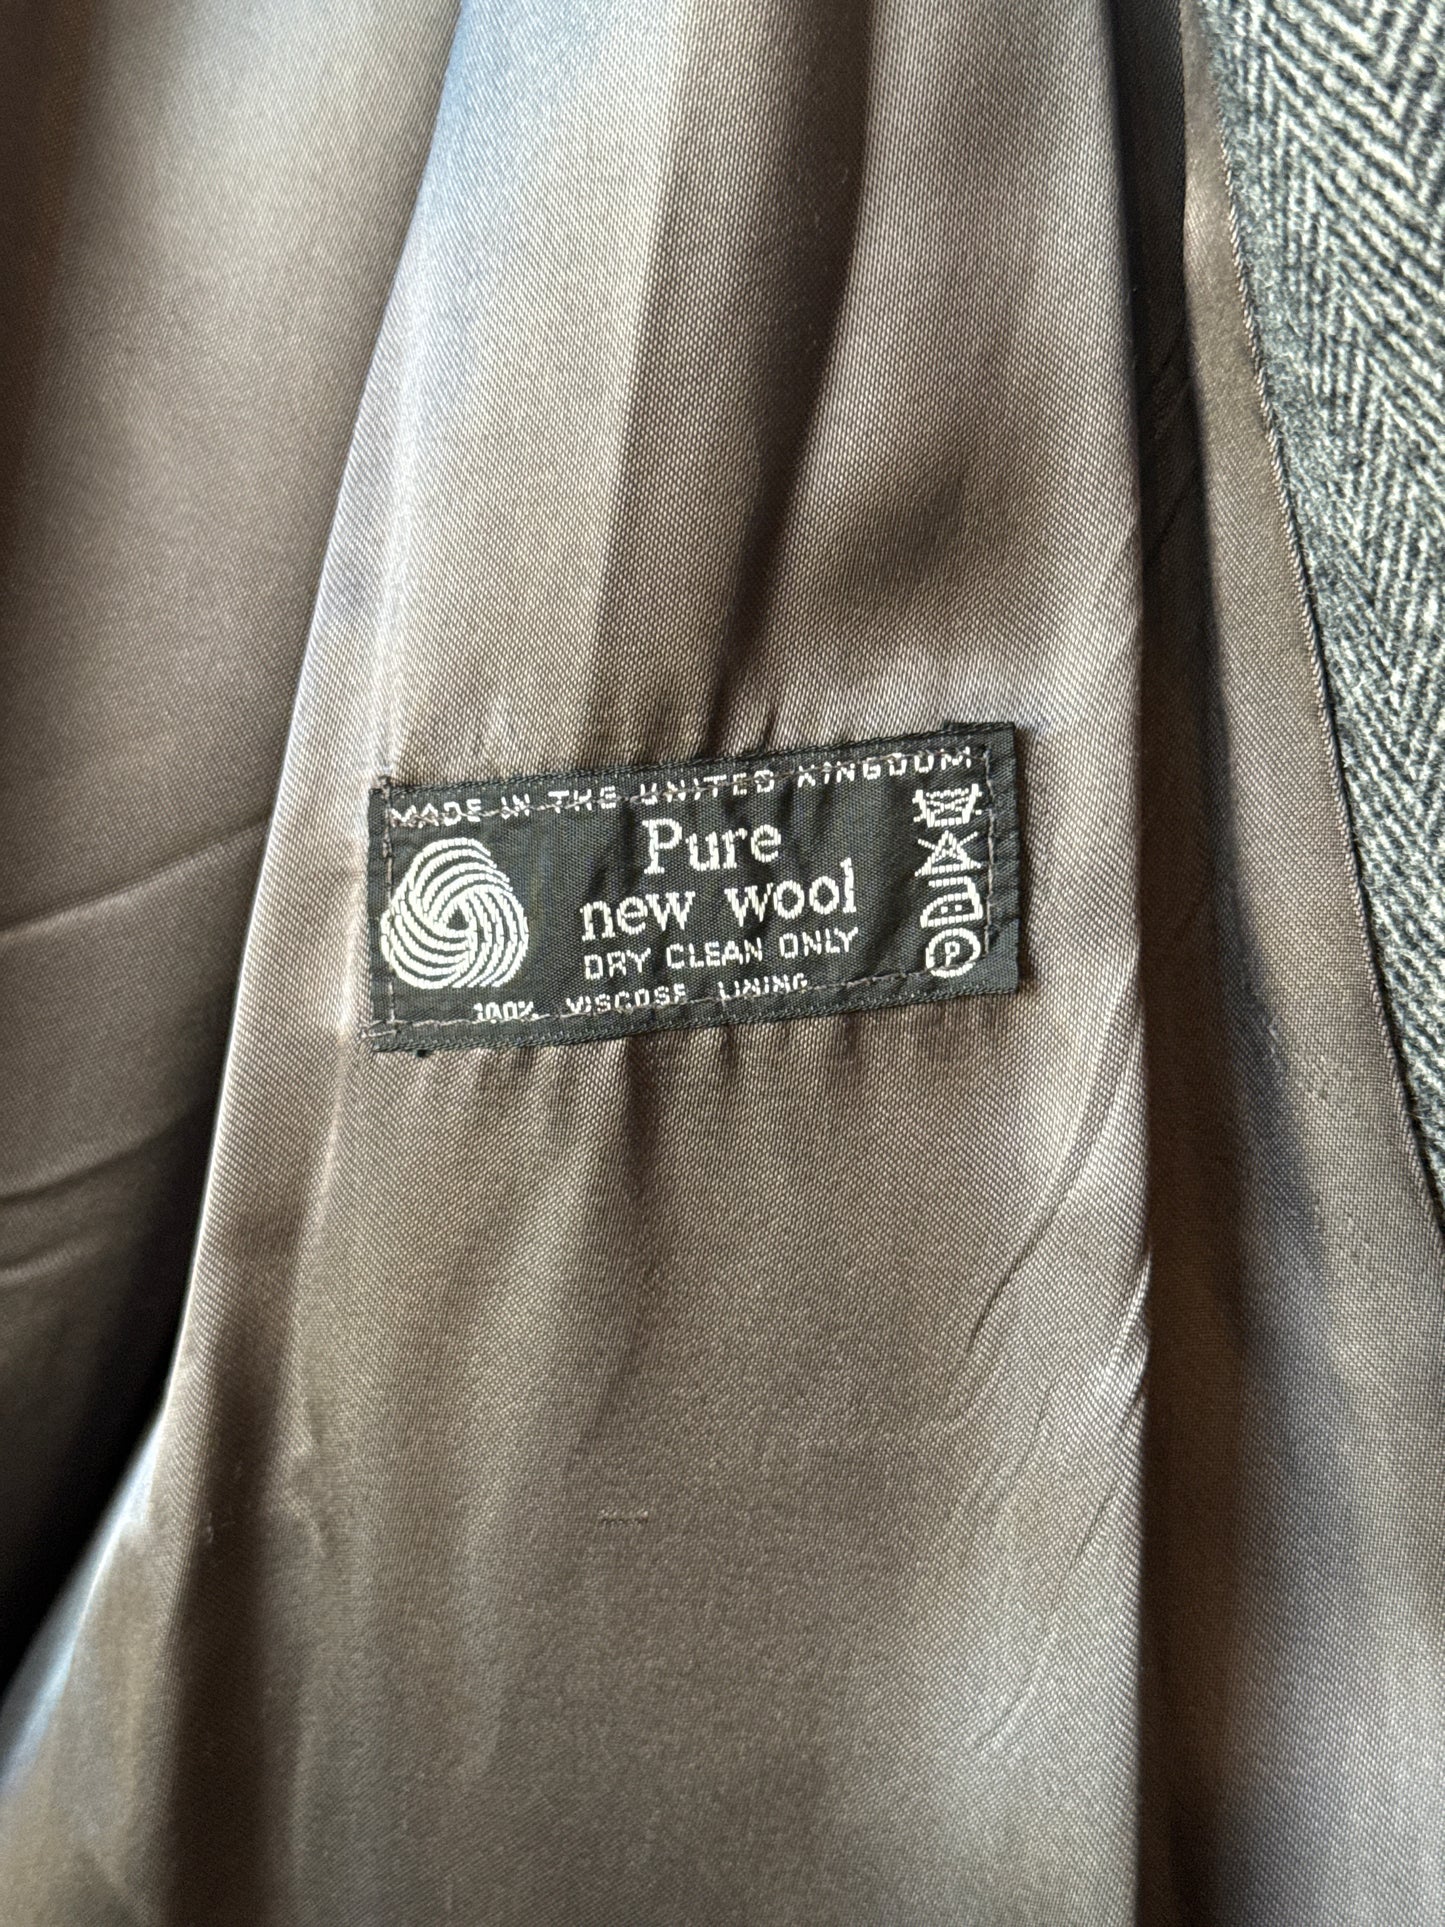 MADE IN THE UNITED KINGDOM
Pure
new wool
DRY CLEAN ONLY
100% VISCOSE LINING
P